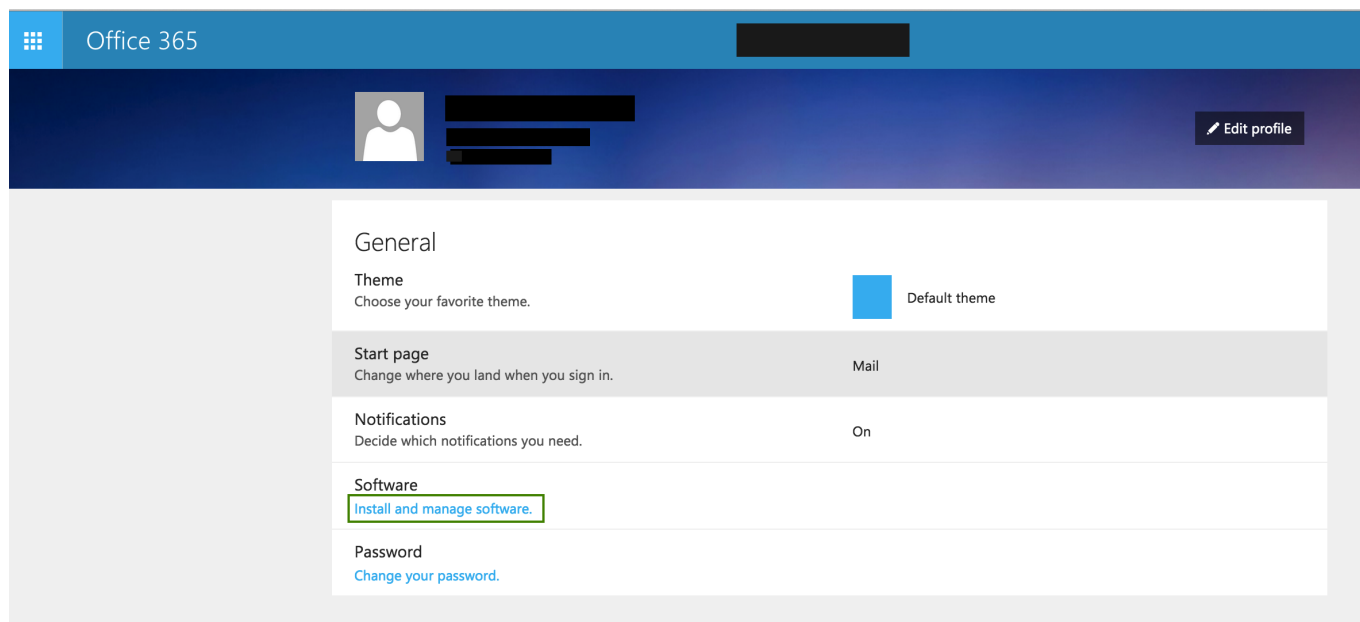 Office 365
Edit profile
General
Theme
Choose your favorite theme.
Default theme
Start page
Change where you land when you sign in.
Mail
Notifications
Decide which notifications you need.
On
Software
Install and manage software.
Password
Change your password.